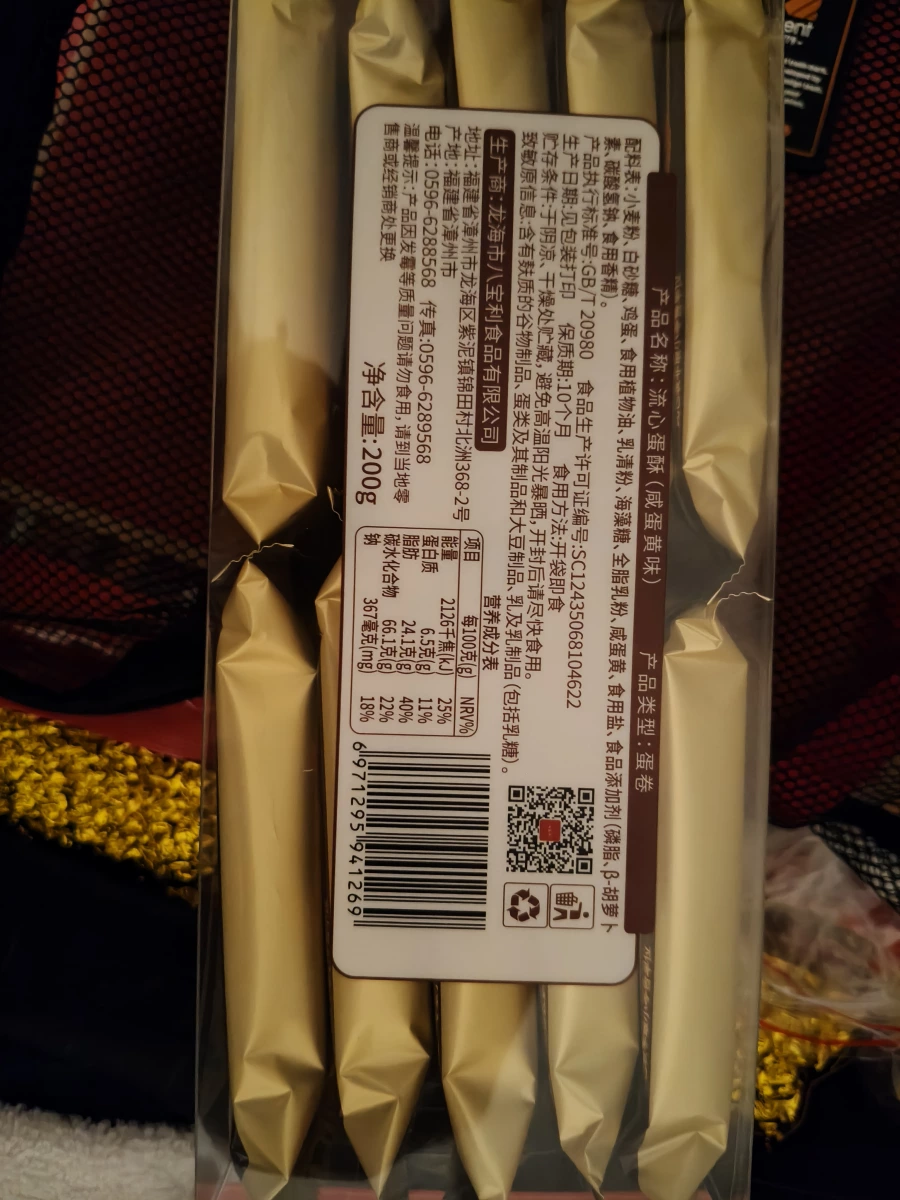 产品名称：流心蛋酥（咸蛋黄味） 产品类型：蛋卷
配料表：小麦粉、白砂糖、鸡蛋、食用植物油、乳清粉、海藻糖、全脂乳粉、咸蛋黄、食用盐、食品添加剂（磷脂、β-胡萝卜
素、碳酸氢钠、食用香精）。
产品执行标准号:GB/T 20980 食品生产许可证编号:SC12435068104622
生产日期:见包装打印 保质期:10个月 食用方法:开袋即食
贮存条件:于阴凉、干燥处贮藏,避免高温阳光暴晒,开封后请尽快食用。
致敏原信息:含有麸质的谷物制品、蛋类及其制品和大豆制品、乳及乳制品（包括乳糖）。
生产商:龙海市八宝利食品有限公司
地址：福建省漳州市龙海区紫泥镇锦田村北洲368-2号
产地：福建省漳州市
电话:0596-6288568 传真:0596-6289568
温馨提示:产品因发霉等质量问题请勿食用,请到当地零
售商或经销商处更换
净含量:200g
营养成分表
项目 每100克(g) NRV%
能量 2126千焦(kJ) 25%
蛋白质 6.5克(g) 11%
脂肪 24.1克(g) 40%
碳水化合物 66.1克(g) 22%
钠 367毫克(mg) 18%
6971295941269